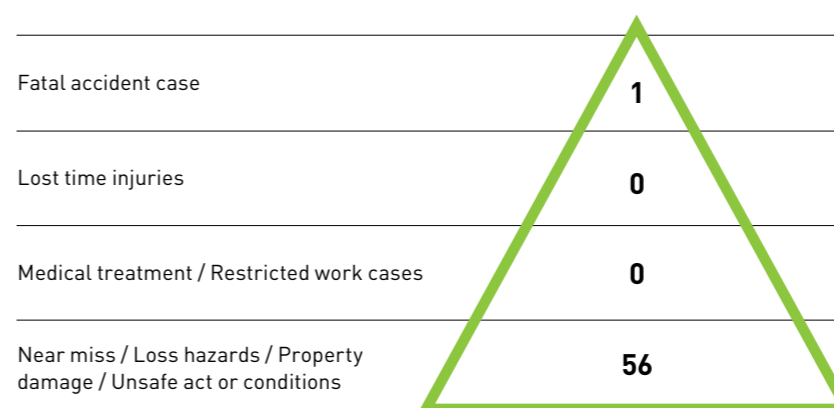 Fatal accident case
1
Lost time injuries
0
Medical treatment / Restricted work cases
0
Near miss / Loss hazards / Property
damage / Unsafe act or conditions
56